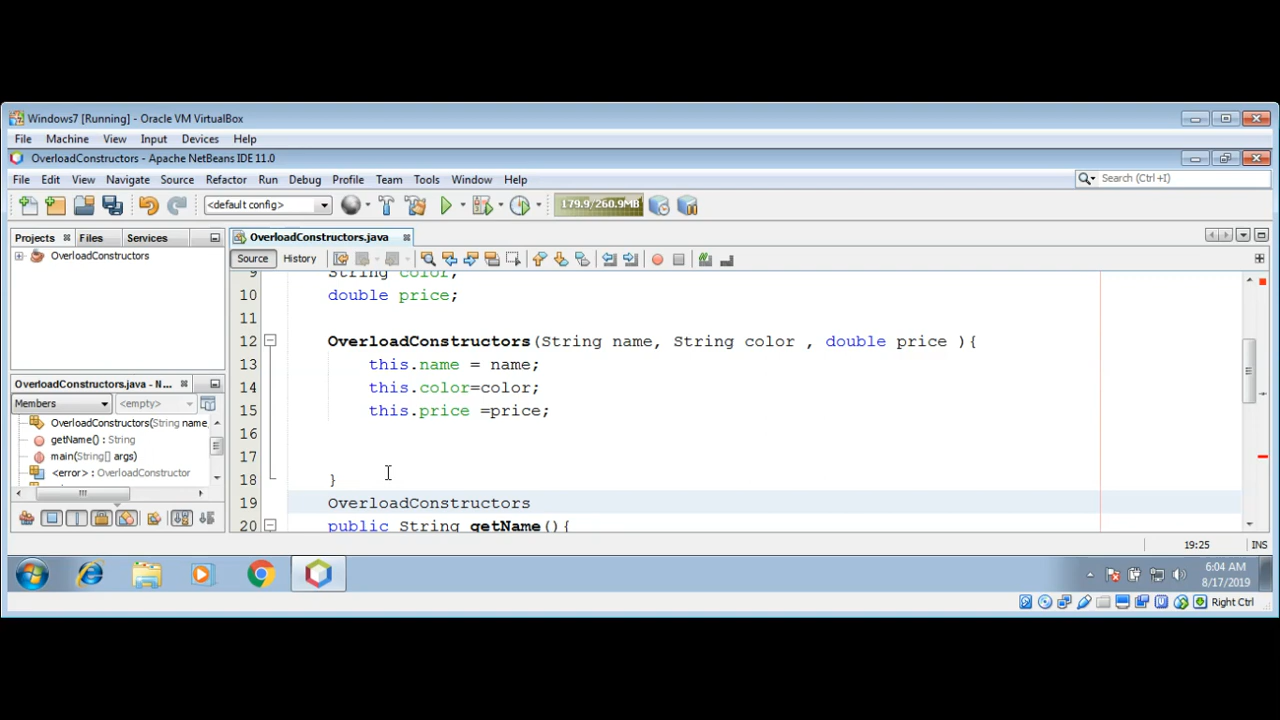 Windows7 [Running] - Oracle VM VirtualBox
File Machine View Input Devices Help
OverloadConstructors - Apache NetBeans IDE 11.0
File Edit View Navigate Source Refactor Run Debug Profile Team Tools Window Help
Search (Ctrl+I)
<default config>
179.9/260.9MB
Projects Files Services
OverloadConstructors.java
OverloadConstructors
Source History
9 String color;
10 double price;
11
12 OverloadConstructors(String name, String color , double price ){
13 this.name = name;
14 this.color=color;
15 this.price =price;
16
17
18 }
19 OverloadConstructors
20 public String getName(){
OverloadConstructors.java - N...
Members <empty>
OverloadConstructors(String name
getName() : String
main(String[] args)
<error> : OverloadConstructor
19:25 INS
6:04 AM
8/17/2019
Right Ctrl